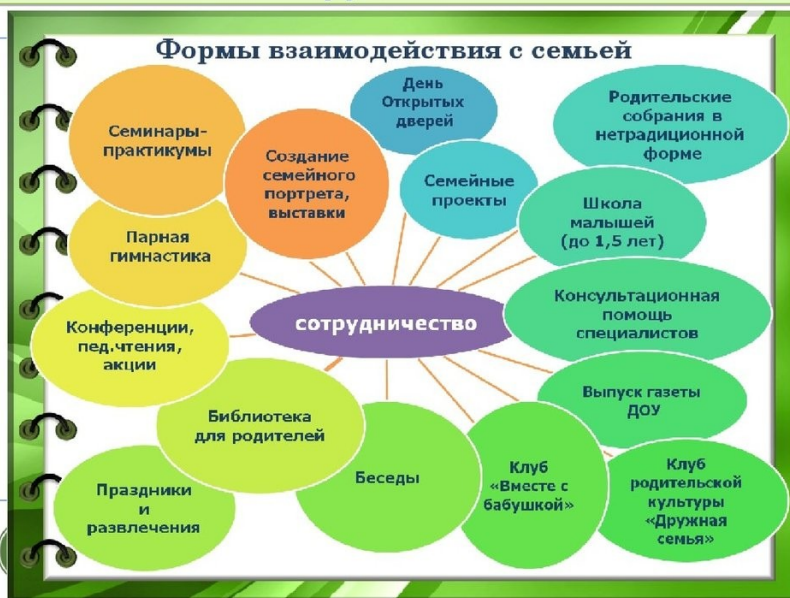 Формы взаимодействия с семьей
День
Открытых
дверей
Родительские
собрания в
нетрадиционной
форме
Семинары-
практикумы
Создание
семейного
портрета,
выставки
Семейные
проекты
Школа
малышей
(до 1,5 лет)
Парная
гимнастика
Консультационная
помощь
специалистов
сотрудничество
Конференции,
пед.чтения,
акции
Выпуск газеты
ДОУ
Библиотека
для родителей
Беседы
Клуб
«Вместе с
бабушкой»
Клуб
родительской
культуры
«Дружная
семья»
Праздники
и
развлечения